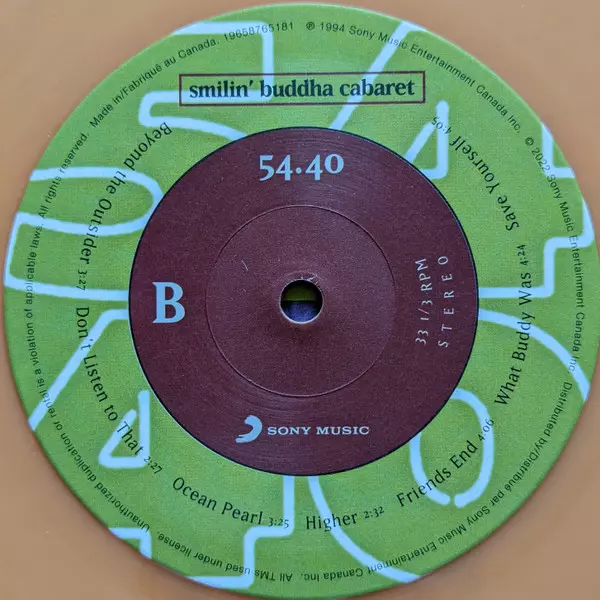 smilin' buddha cabaret
54·40
B
33 1/3 RPM
STEREO
SONY MUSIC
Beyond the Outsider 3:27
Don't Listen to That 2:27
Ocean Pearl 3:25
Higher 2:32
Friends End 4:06
What Buddy Was 4:24
Save Yourself 4:05
℗ 1994 Sony Music Entertainment Canada Inc. © 2022 Sony Music Entertainment Canada Inc. Distributed by/Distribué par Sony Music Entertainment Canada Inc. All TMs used under license. Unauthorized duplication or rental is a violation of applicable laws. All rights reserved. Made in/Fabriqué au Canada. 19658765181